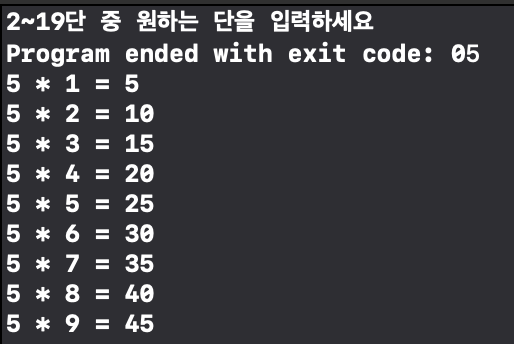 2~19단 중 원하는 단을 입력하세요
Program ended with exit code: 05
5 * 1 = 5
5 * 2 = 10
5 * 3 = 15
5 * 4 = 20
5 * 5 = 25
5 * 6 = 30
5 * 7 = 35
5 * 8 = 40
5 * 9 = 45